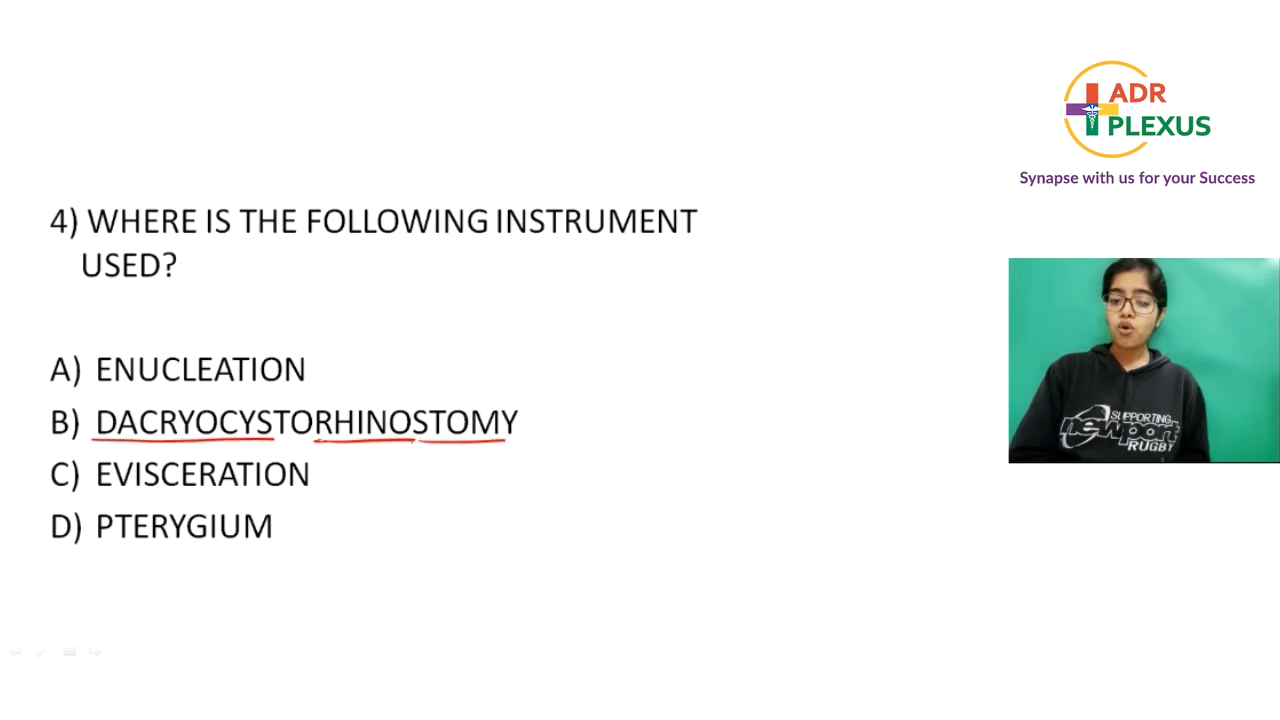 ADR
PLEXUS
Synapse with us for your Success
4) WHERE IS THE FOLLOWING INSTRUMENT
USED?
A) ENUCLEATION
B) DACRYOCYSTORHINOSTOMY
C) EVISCERATION
D) PTERYGIUM
SUPPORTING
newport
RUGBY